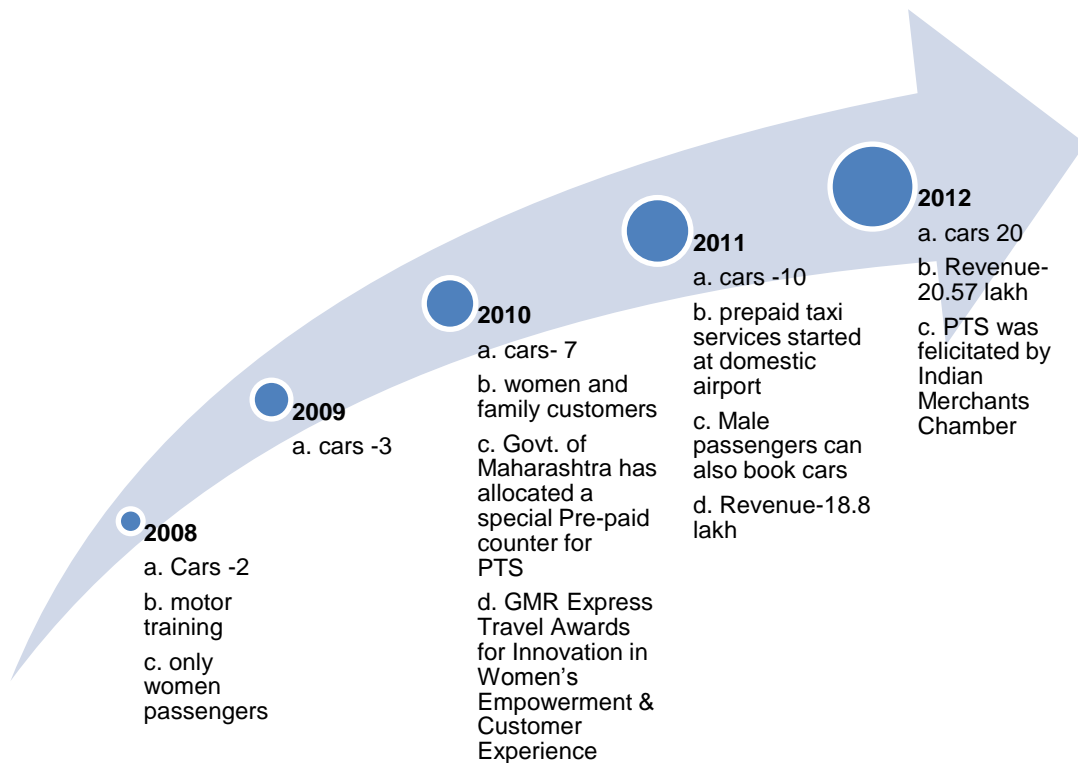 2008
a. Cars -2
b. motor
training
c. only
women
passengers
2009
a. cars -3
2010
a. cars- 7
b. women and
family customers
c. Govt. of
Maharashtra has
allocated a
special Pre-paid
counter for
PTS
d. GMR Express
Travel Awards
for Innovation in
Women's
Empowerment &
Customer
Experience
2011
a. cars -10
b. prepaid taxi
services started
at domestic
airport
c. Male
passengers can
also book cars
d. Revenue-18.8
lakh
2012
a. cars 20
b. Revenue-
20.57 lakh
c. PTS was
felicitated by
Indian
Merchants
Chamber